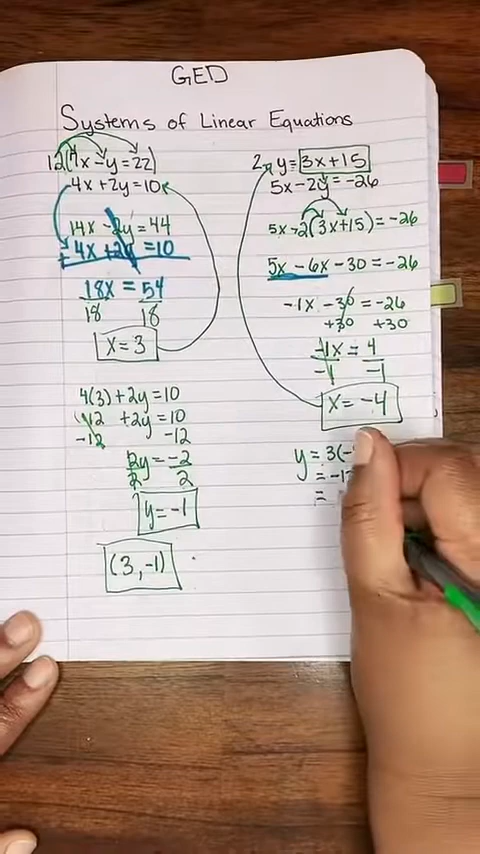 GED
Systems of Linear Equations
12(7x - y = 22)
4x + 2y = 10
14x - 2y = 44
+ 4x + 2y = 10
18x = 54
18 18
x = 3
4(3) + 2y = 10
12 + 2y = 10
-12 -12
2y = -2
2 2
y = -1
(3, -1)
2. y = 3x + 15
5x - 2y = -26
5x - 2(3x + 15) = -26
5x - 6x - 30 = -26
-1x - 30 = -26
+30 +30
-1x = 4
-1 -1
x = -4
y = 3(-
= -1
=